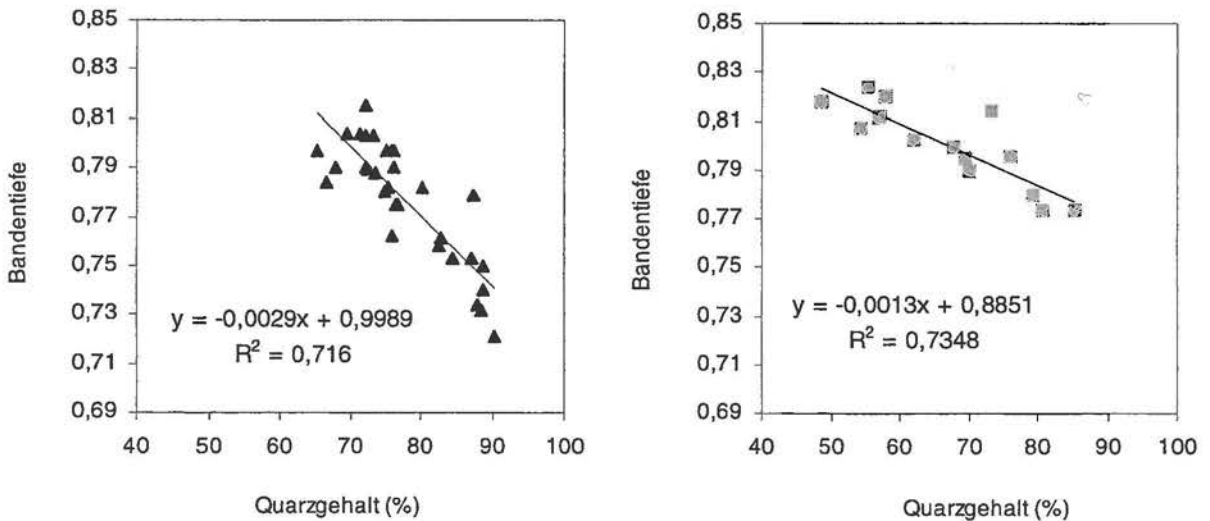 0,85
0,83
0,81
0,79
0,77
0,75
0,73
0,71
0,69
Bandentiefe
y = -0,0029x + 0,9989
R² = 0,716
40 50 60 70 80 90 100
Quarzgehalt (%)
0,85
0,83
0,81
0,79
0,77
0,75
0,73
0,71
0,69
Bandentiefe
y = -0,0013x + 0,8851
R² = 0,7348
40 50 60 70 80 90 100
Quarzgehalt (%)